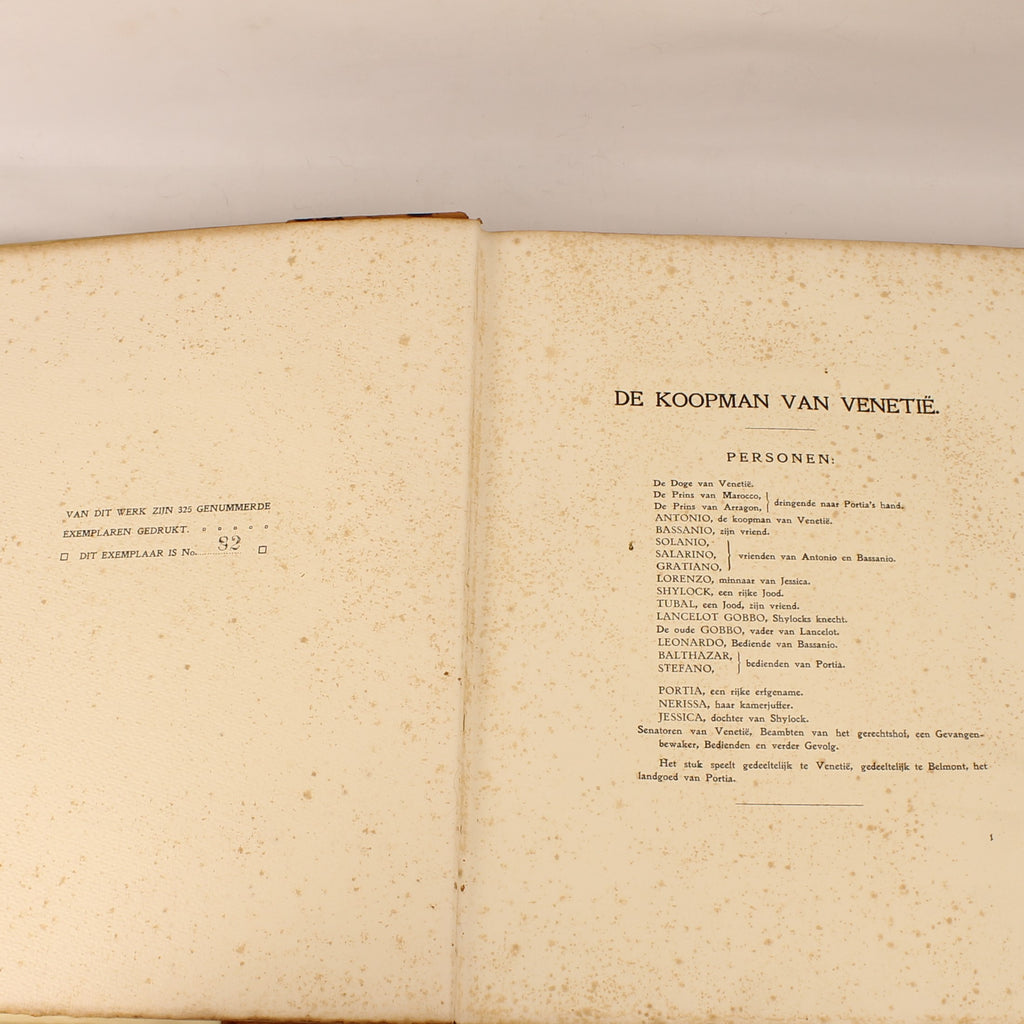 VAN DIT WERK ZIJN 325 GENUMMERDE
EXEMPLAREN GEDRUKT.
DIT EXEMPLAAR IS No. 92
DE KOOPMAN VAN VENETIË.
PERSONEN:
De Doge van Venetië.
De Prins van Marocco,
De Prins van Arragon,
dringende naar Portia's hand.
ANTONIO, de koopman van Venetië.
BASSANIO, zijn vriend.
SOLANIO,
SALARINO,
GRATIANO,
vrienden van Antonio en Bassanio.
LORENZO, minnaar van Jessica.
SHYLOCK, een rijke Jood.
TUBAL, een Jood, zijn vriend.
LANCELOT GOBBO, Shylocks knecht.
De oude GOBBO, vader van Lancelot.
LEONARDO, Bediende van Bassanio.
BALTHAZAR,
STEFANO,
bedienden van Portia.
PORTIA, een rijke erfgename.
NERISSA, haar kamerjuffer.
JESSICA, dochter van Shylock.
Senatoren van Venetië, Beambten van het gerechtshof, een Gevangen-
bewaker, Bedienden en verder Gevolg.
Het stuk speelt gedeeltelijk te Venetië, gedeeltelijk te Belmont, het
landgoed van Portia.